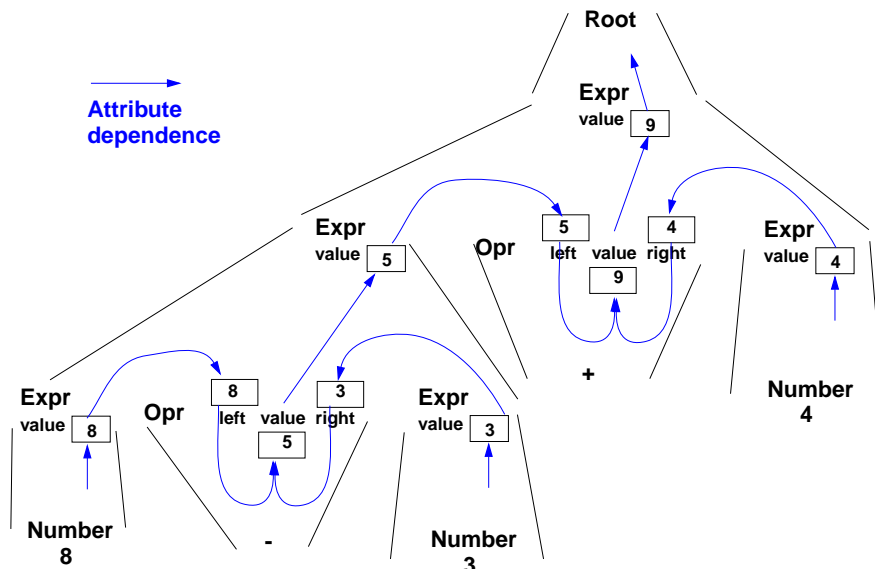 Root
Expr
value
9
Attribute
dependence
Expr
value
5
Opr
5
left
value
9
4
right
Expr
value
4
+
Number
4
Expr
value
8
Opr
8
left
value
5
3
right
Expr
value
3
Number
8
-
Number
3